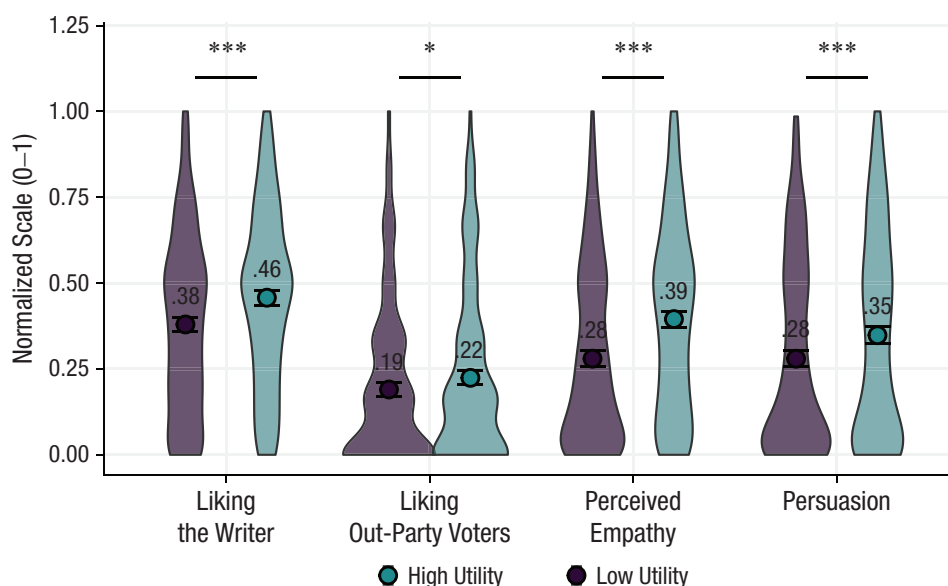 1.25
*** * *** ***
1.00
Normalized Scale (0–1)
0.75
0.50
.38 .46 .19 .22 .28 .39 .28 .35
0.25
0.00
Liking
the Writer
Liking
Out-Party Voters
Perceived
Empathy
Persuasion
High Utility Low Utility